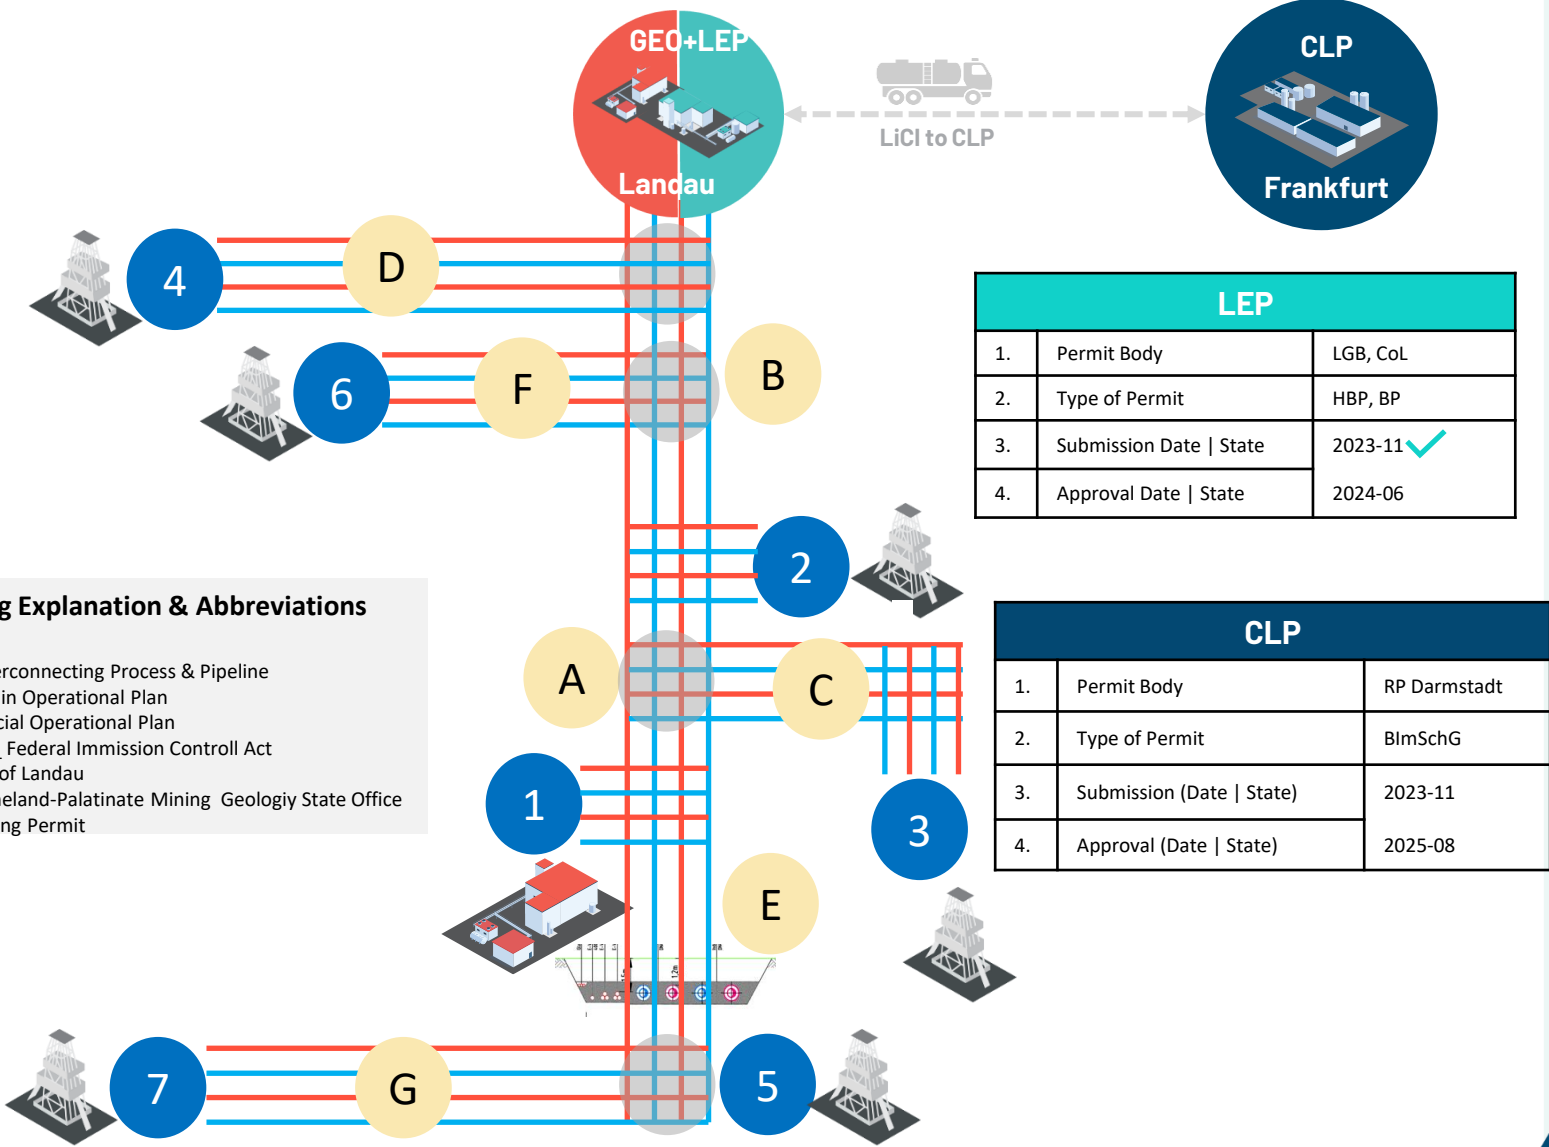 GEO+LEP
Landau
LiCl to CLP
CLP
Frankfurt
4
D
6
F
B
LEP
1. Permit Body LGB, CoL
2. Type of Permit HBP, BP
3. Submission Date | State 2023-11
4. Approval Date | State 2024-06
2
g Explanation & Abbreviations
erconnecting Process & Pipeline
in Operational Plan
cial Operational Plan
Federal Immission Controll Act
of Landau
neland-Palatinate Mining Geologiy State Office
ng Permit
A
C
CLP
1. Permit Body RP Darmstadt
2. Type of Permit BImSchG
3. Submission (Date | State) 2023-11
4. Approval (Date | State) 2025-08
1
3
E
1,2m
7
G
5